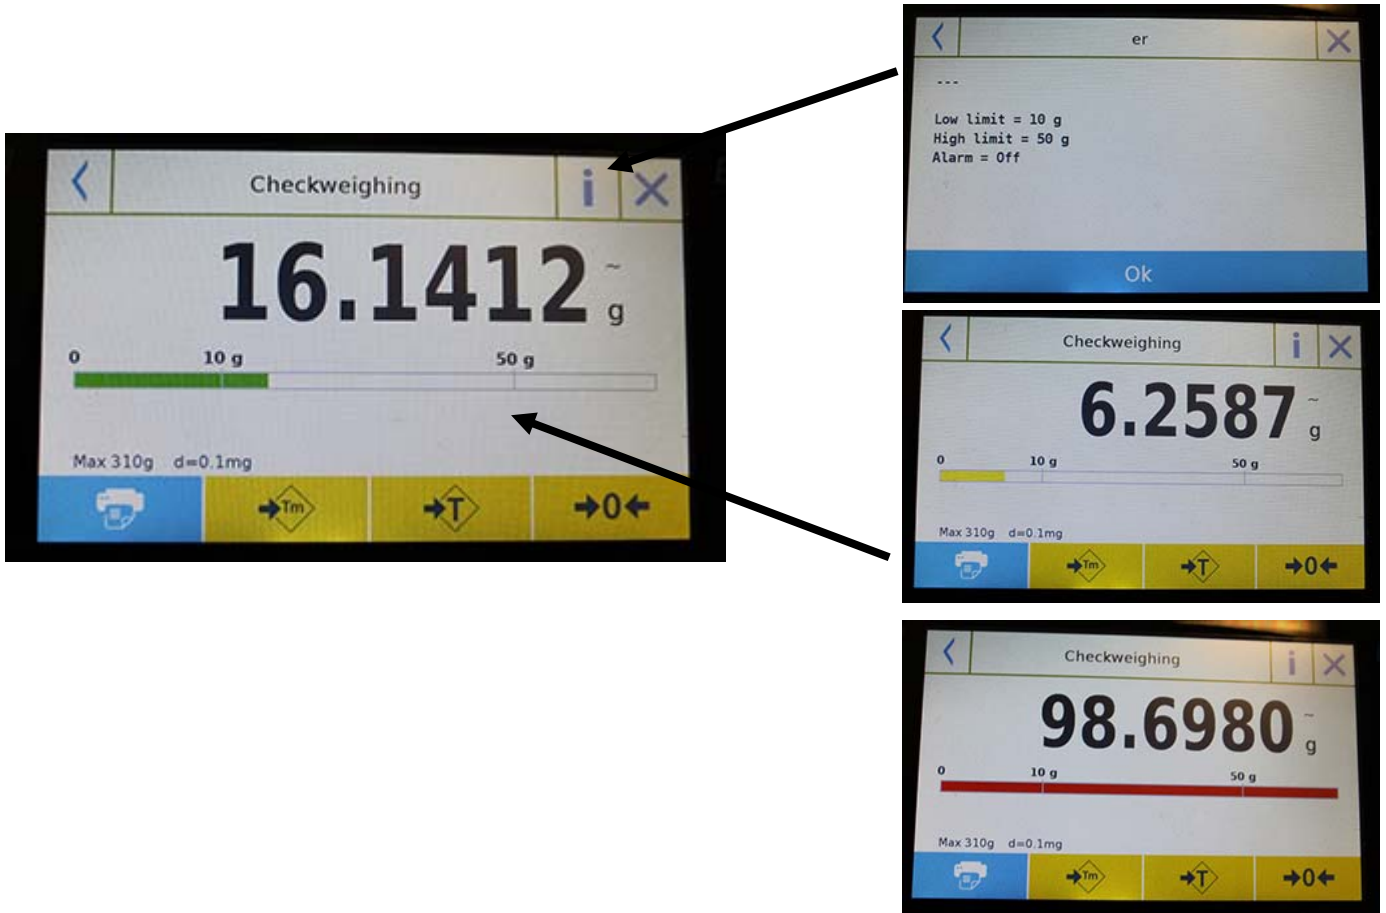 Checkweighing i
16.1412 ~ g
0 10 g 50 g
Max 310g d=0.1mg
Tm T 0
er
---
Low limit = 10 g
High limit = 50 g
Alarm = Off
Ok
Checkweighing i
6.2587 ~ g
0 10 g 50 g
Max 310g d=0.1mg
Tm T 0
Checkweighing i
98.6980 ~ g
0 10 g 50 g
Max 310g d=0.1mg
Tm T 0